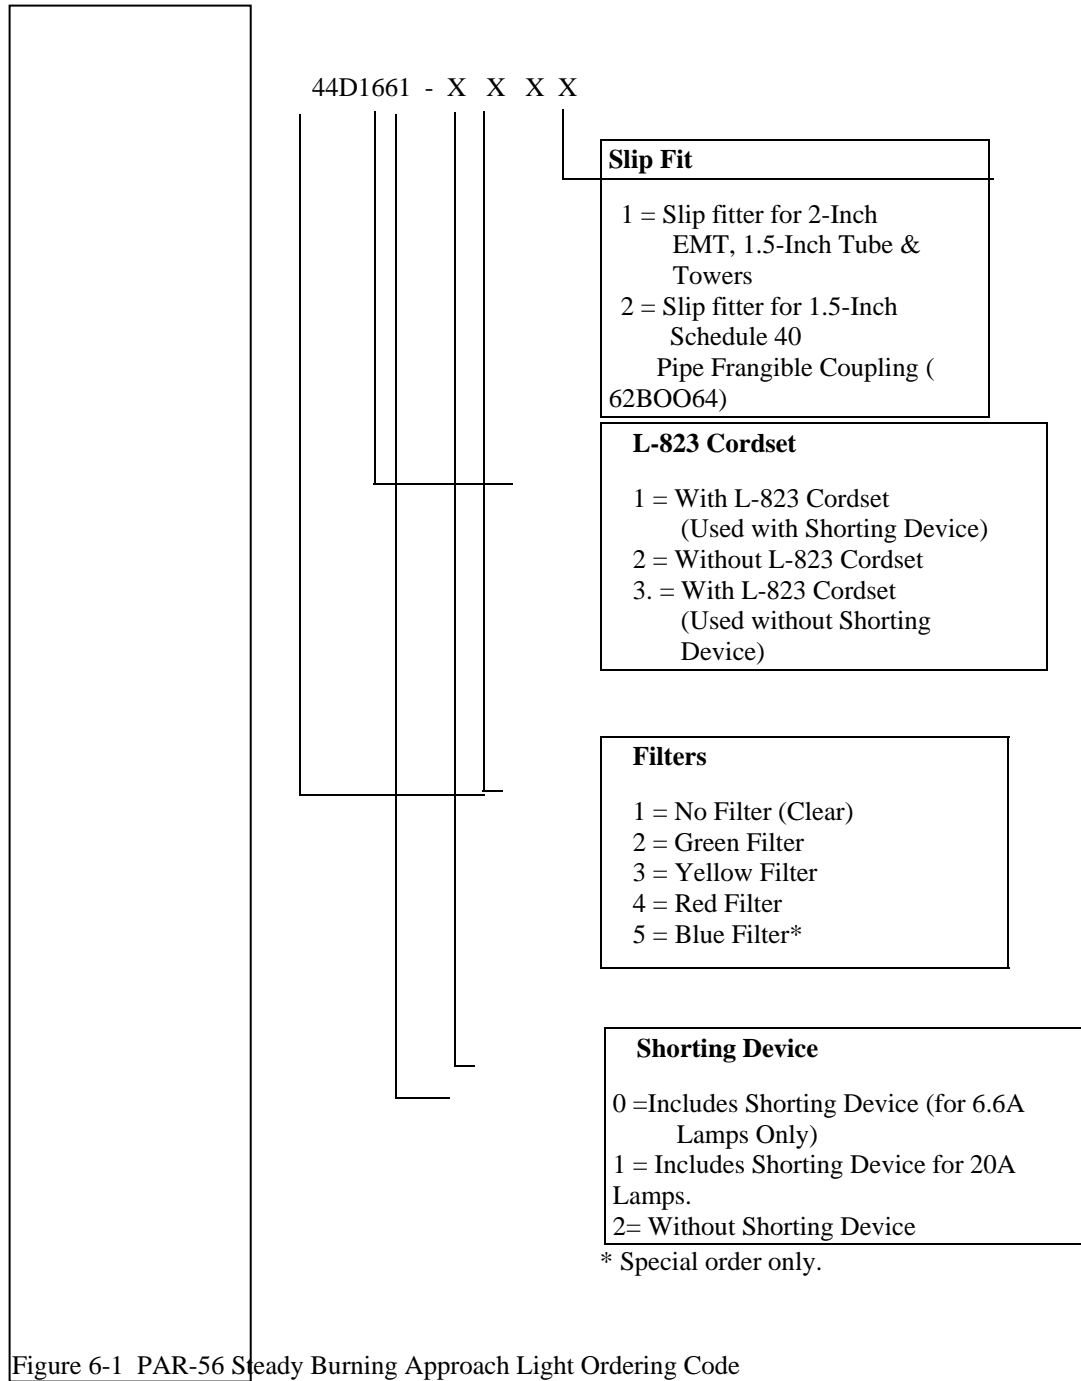 44D1661 - X X X X
Slip Fit
1 = Slip fitter for 2-Inch
EMT, 1.5-Inch Tube &
Towers
2 = Slip fitter for 1.5-Inch
Schedule 40
Pipe Frangible Coupling (
62BOO64)
L-823 Cordset
1 = With L-823 Cordset
(Used with Shorting Device)
2 = Without L-823 Cordset
3. = With L-823 Cordset
(Used without Shorting
Device)
Filters
1 = No Filter (Clear)
2 = Green Filter
3 = Yellow Filter
4 = Red Filter
5 = Blue Filter*
Shorting Device
0 =Includes Shorting Device (for 6.6A
Lamps Only)
1 = Includes Shorting Device for 20A
Lamps.
2= Without Shorting Device
* Special order only.
Figure 6-1 PAR-56 Steady Burning Approach Light Ordering Code